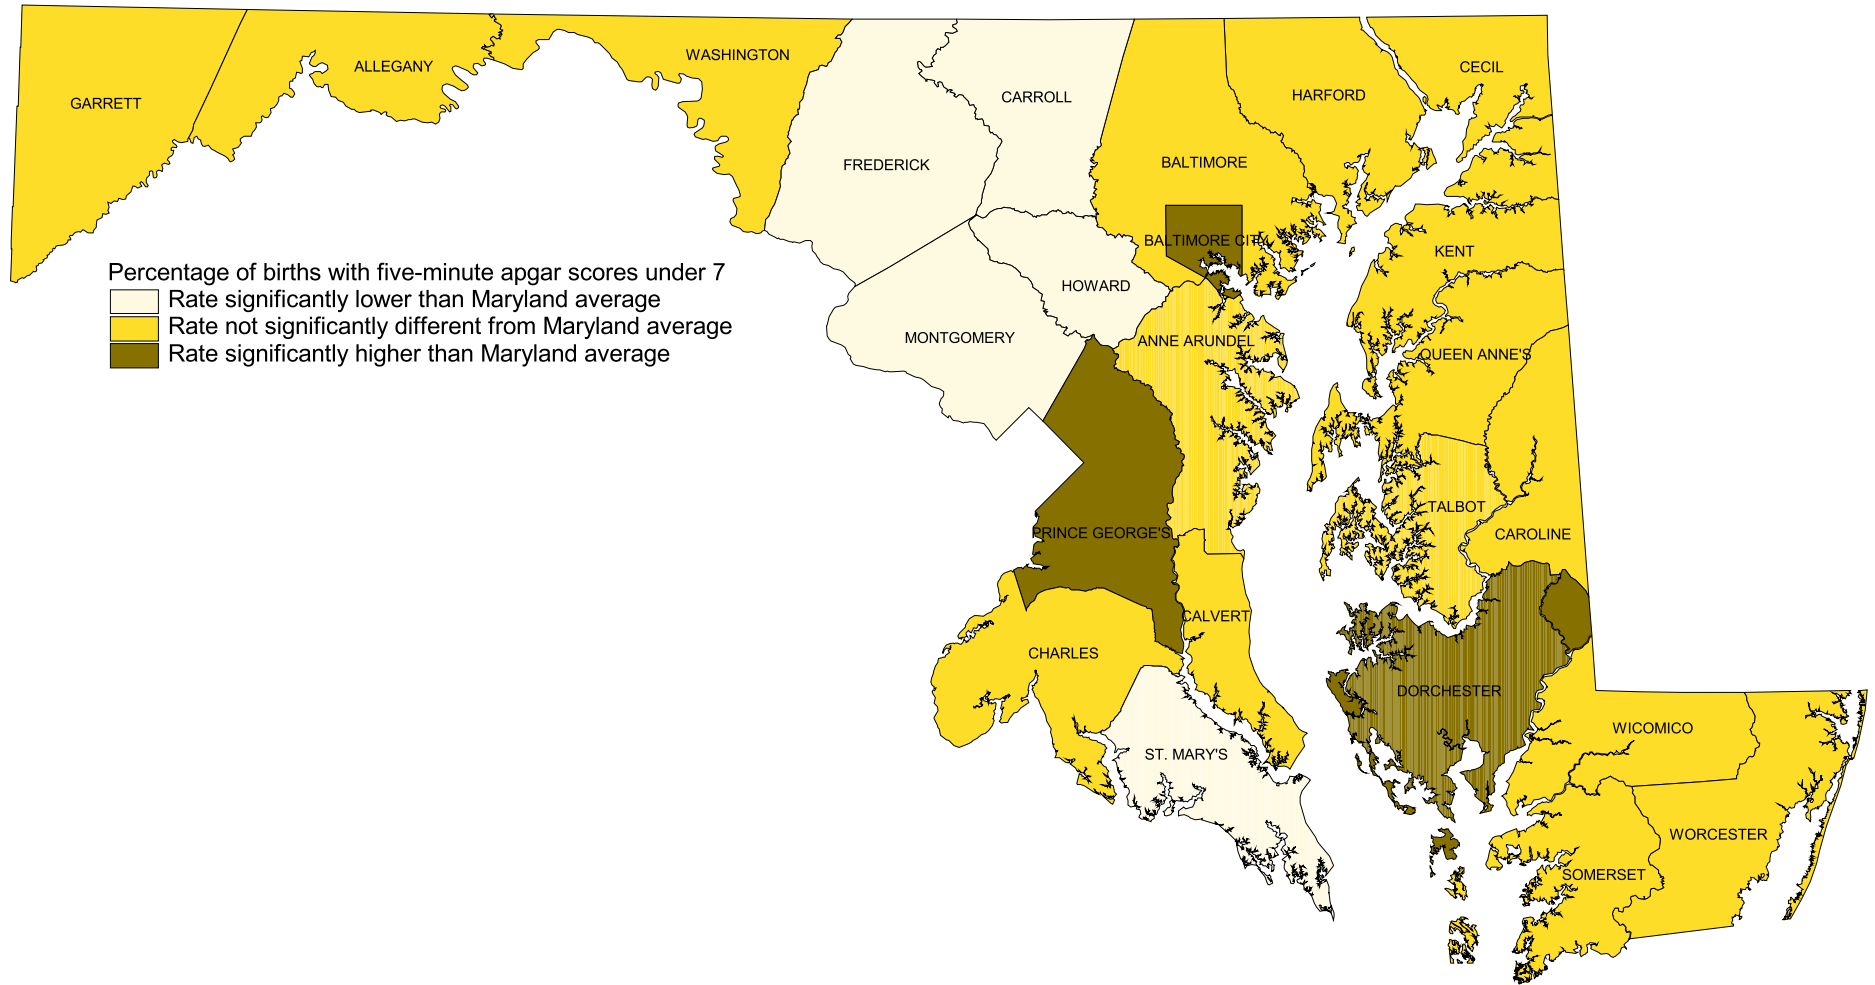 GARRETT
ALLEGANY
WASHINGTON
FREDERICK
CARROLL
BALTIMORE
HARFORD
CECIL
BALTIMORE CITY
KENT
Percentage of births with five-minute apgar scores under 7
Rate significantly lower than Maryland average
Rate not significantly different from Maryland average
Rate significantly higher than Maryland average
HOWARD
MONTGOMERY
ANNE ARUNDEL
QUEEN ANNE'S
TALBOT
PRINCE GEORGE'S
CAROLINE
CALVERT
CHARLES
DORCHESTER
ST. MARY'S
WICOMICO
WORCESTER
SOMERSET